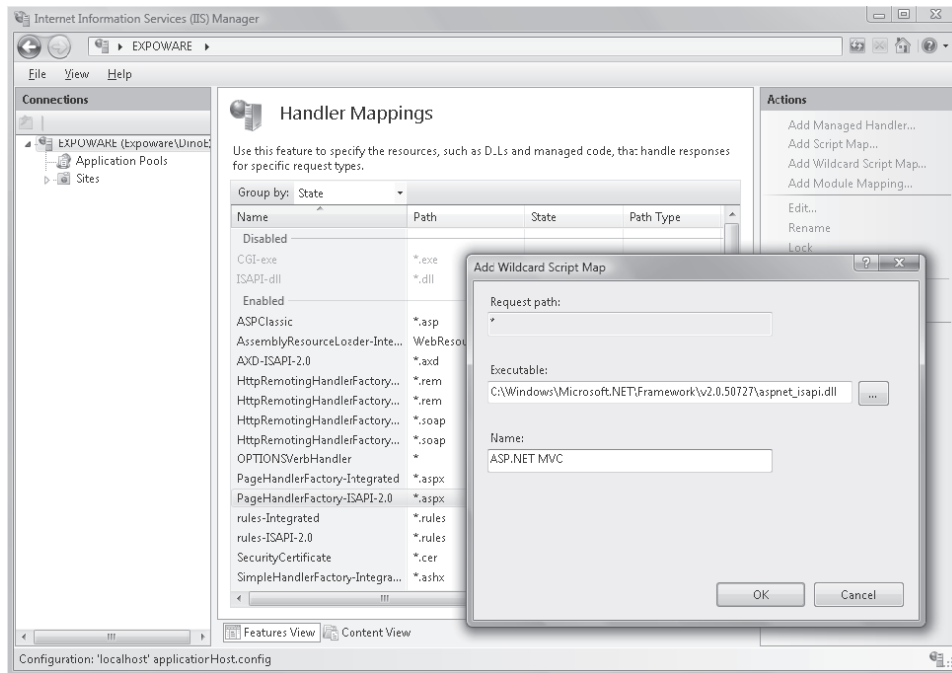 Internet Information Services (IIS) Manager
EXPOWARE
File View Help
Connections
EXPOWARE (Expoware\DinoE
Application Pools
Sites
Handler Mappings
Use this feature to specify the resources, such as DLLs and managed code, that handle responses
for specific request types.
Group by: State
Name Path State Path Type
Disabled
CGI-exe *.exe
ISAPI-dll *.dll
Enabled
ASPClassic *.asp
AssemblyResourceLoader-Inte... WebResou
AXD-ISAPI-2.0 *.axd
HttpRemotingHandlerFactory... *.rem
HttpRemotingHandlerFactory... *.rem
HttpRemotingHandlerFactory... *.soap
HttpRemotingHandlerFactory... *.soap
OPTIONSVerbHandler *
PageHandlerFactory-Integrated *.aspx
PageHandlerFactory-ISAPI-2.0 *.aspx
rules-Integrated *.rules
rules-ISAPI-2.0 *.rules
SecurityCertificate *.cer
SimpleHandlerFactory-Integra... *.ashx
Features View Content View
Actions
Add Managed Handler...
Add Script Map...
Add Wildcard Script Map...
Add Module Mapping...
Edit...
Rename
Lock
Add Wildcard Script Map
Request path:
*
Executable:
C:\Windows\Microsoft.NET\Framework\v2.0.50727\aspnet_isapi.dll
...
Name:
ASP.NET MVC
OK Cancel
Configuration: 'localhost' applicationHost.config